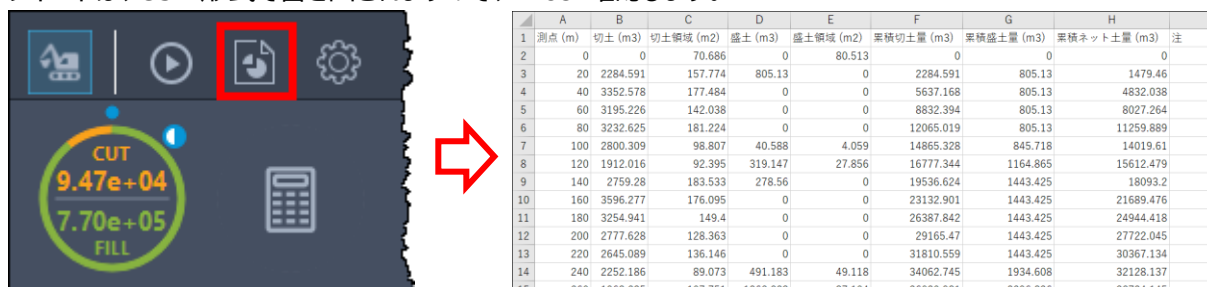 CUT
9.47e+04
7.70e+05
FILL
A B C D E F G H
1 測点 (m) 切土 (m3) 切土領域 (m2) 盛土 (m3) 盛土領域 (m2) 累積切土量 (m3) 累積盛土量 (m3) 累積ネット土量 (m3) 注
2 0 0 70.686 0 80.513 0 0 0
3 20 2284.591 157.774 805.13 0 2284.591 805.13 1479.46
4 40 3352.578 177.484 0 0 5637.168 805.13 4832.038
5 60 3195.226 142.038 0 0 8832.394 805.13 8027.264
6 80 3232.625 181.224 0 0 12065.019 805.13 11259.889
7 100 2800.309 98.807 40.588 4.059 14865.328 845.718 14019.61
8 120 1912.016 92.395 319.147 27.856 16777.344 1164.865 15612.479
9 140 2759.28 183.533 278.56 0 19536.624 1443.425 18093.2
10 160 3596.277 176.095 0 0 23132.901 1443.425 21689.476
11 180 3254.941 149.4 0 0 26387.842 1443.425 24944.418
12 200 2777.628 128.363 0 0 29165.47 1443.425 27722.045
13 220 2645.089 136.146 0 0 31810.559 1443.425 30367.134
14 240 2252.186 89.073 491.183 49.118 34062.745 1934.608 32128.137